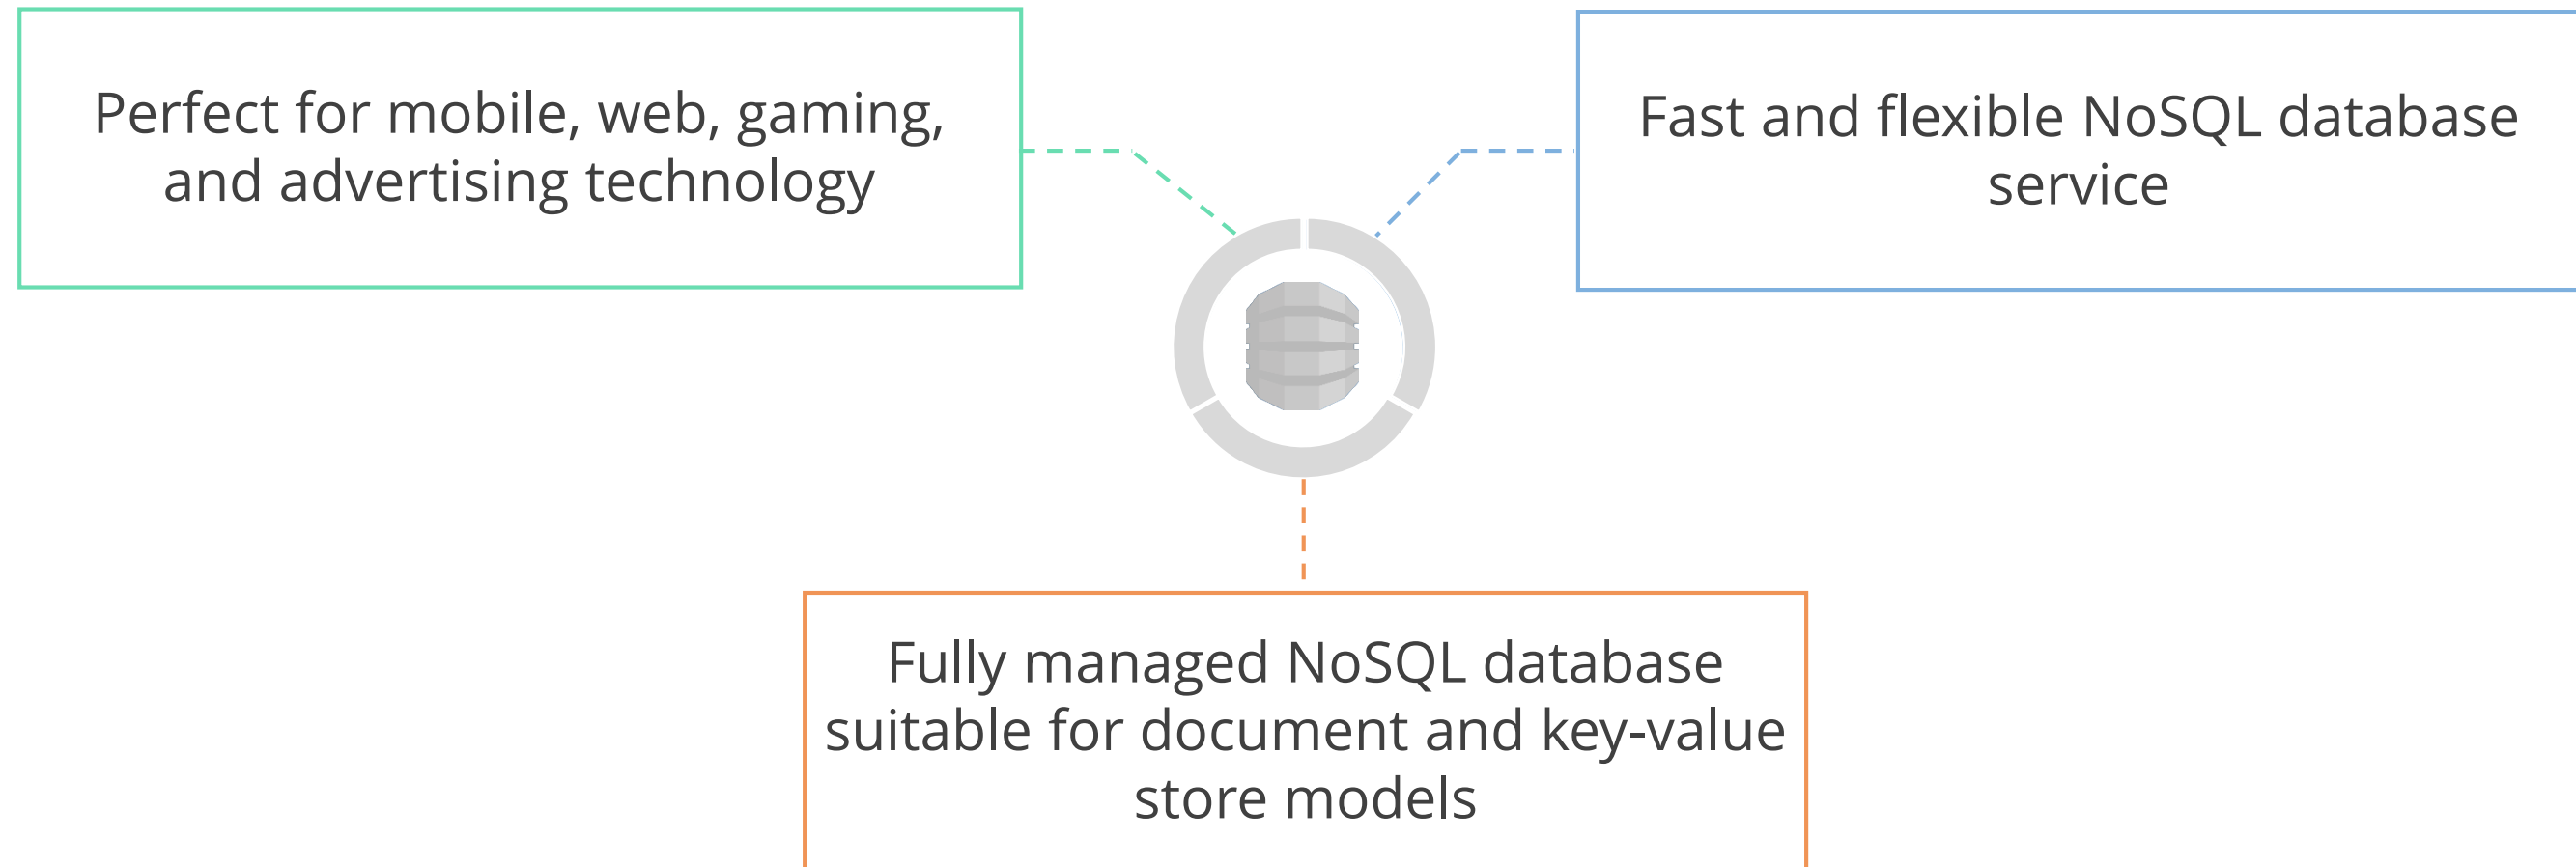 Perfect for mobile, web, gaming,
and advertising technology
Fast and flexible NoSQL database
service
Fully managed NoSQL database
suitable for document and key-value
store models